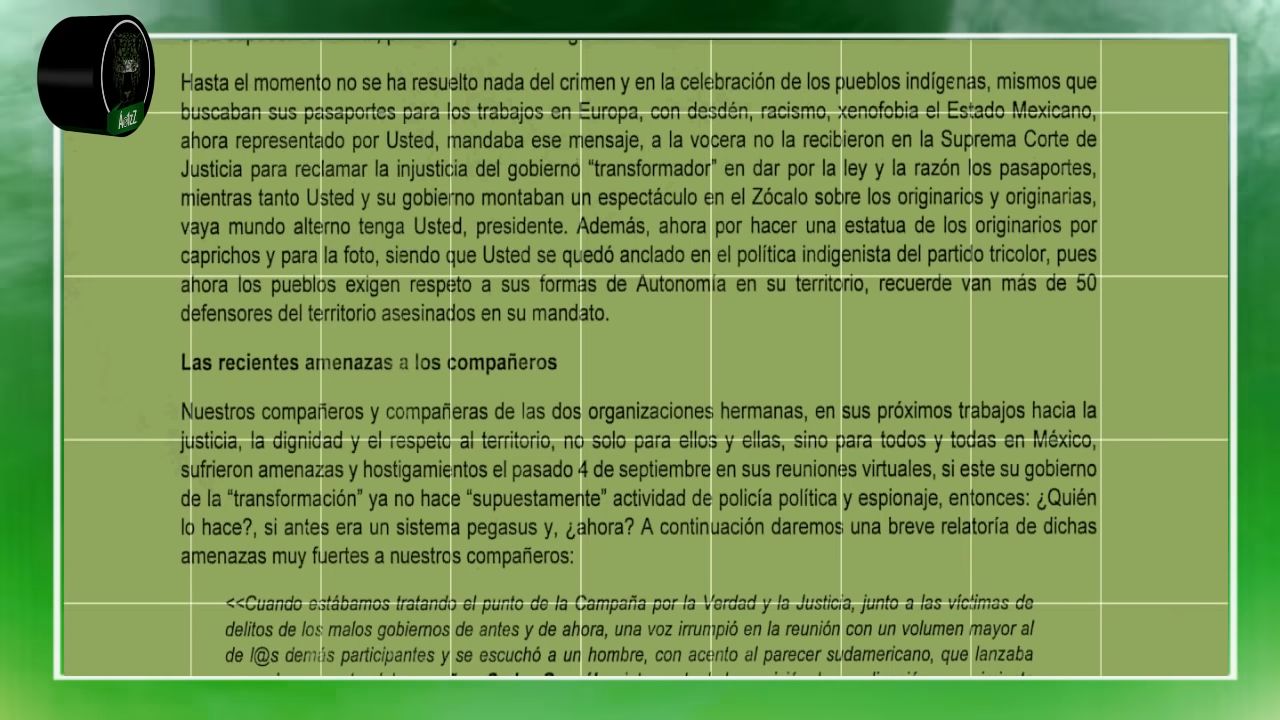 Hasta el momento no se ha resuelto nada del crimen y en la celebración de los pueblos indígenas, mismos que
buscaban sus pasaportes para los trabajos en Europa, con desdén, racismo, xenofobia el Estado Mexicano,
ahora representado por Usted, mandaba ese mensaje, a la vocera no la recibieron en la Suprema Corte de
Justicia para reclamar la injusticia del gobierno “transformador” en dar por la ley y la razón los pasaportes,
mientras tanto Usted y su gobierno montaban un espectáculo en el Zócalo sobre los originarios y originarias,
vaya mundo alterno tenga Usted, presidente. Además, ahora por hacer una estatua de los originarios por
caprichos y para la foto, siendo que Usted se quedó anclado en el política indigenista del partido tricolor, pues
ahora los pueblos exigen respeto a sus formas de Autonomía en su territorio, recuerde van más de 50
defensores del territorio asesinados en su mandato.
Las recientes amenazas a los compañeros
Nuestros compañeros y compañeras de las dos organizaciones hermanas, en sus próximos trabajos hacia la
justicia, la dignidad y el respeto al territorio, no solo para ellos y ellas, sino para todos y todas en México,
sufrieron amenazas y hostigamientos el pasado 4 de septiembre en sus reuniones virtuales, si este su gobierno
de la “transformación” ya no hace “supuestamente” actividad de policía política y espionaje, entonces: ¿Quién
lo hace?, si antes era un sistema pegasus y, ¿ahora? A continuación daremos una breve relatoría de dichas
amenazas muy fuertes a nuestros compañeros:
<<Cuando estábamos tratando el punto de la Campaña por la Verdad y la Justicia, junto a las víctimas de
delitos de los malos gobiernos de antes y de ahora, una voz irrumpió en la reunión con un volumen mayor al
de l@s demás participantes y se escuchó a un hombre, con acento al parecer sudamericano, que lanzaba